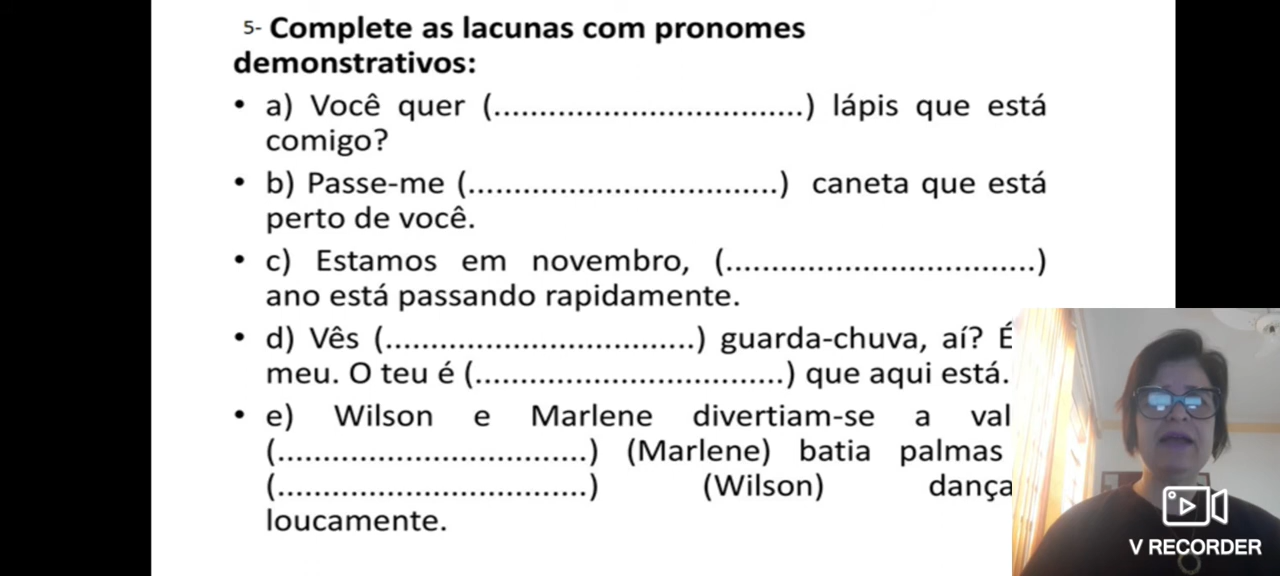 5- Complete as lacunas com pronomes
demonstrativos:
• a) Você quer (..................................) lápis que está
comigo?
• b) Passe-me (..................................) caneta que está
perto de você.
• c) Estamos em novembro, (..................................)
ano está passando rapidamente.
• d) Vês (..................................) guarda-chuva, aí? É
meu. O teu é (..................................) que aqui está.
• e) Wilson e Marlene divertiam-se a val
(..................................) (Marlene) batia palmas
(..................................) (Wilson) dança
loucamente.
V RECORDER